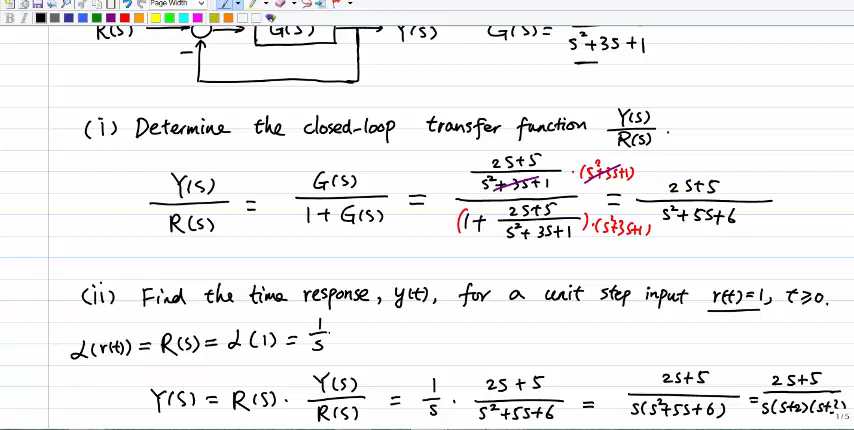 Page Width
B I
R(s) G(s) Y(s) G(s) = s²+3s+1
(i) Determine the closed-loop transfer function Y(s)/R(s).
Y(s)/R(s) = G(s)/(1 + G(s)) = (2s+5)/(s²+3s+1) · (s²+3s+1) / (1 + (2s+5)/(s²+3s+1)) · (s²+3s+1) = (2s+5)/(s²+5s+6)
(ii) Find the time response, y(t), for a unit step input r(t)=1, t≥0.
L(r(t)) = R(s) = L(1) = 1/s
Y(s) = R(s) · Y(s)/R(s) = 1/s · (2s+5)/(s²+5s+6) = (2s+5)/(s(s²+5s+6)) = (2s+5)/(s(s+2)(s+
1/5